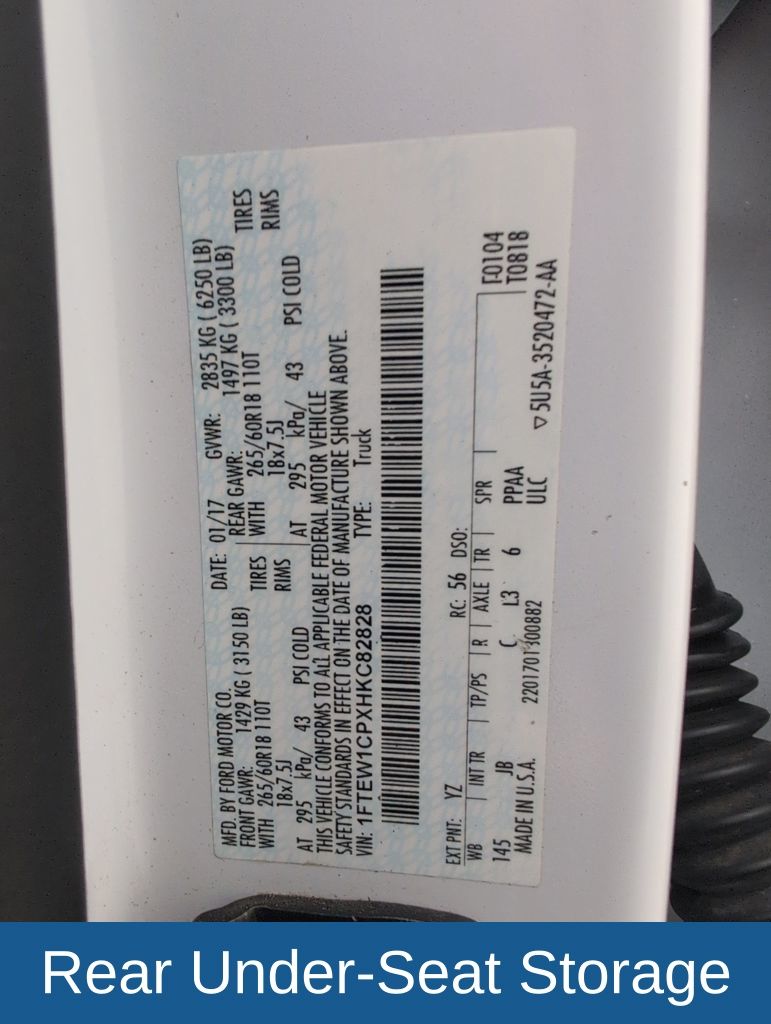 MFD. BY FORD MOTOR CO.
DATE: 01/17 GVWR: 2835 KG ( 6250 LB)
FRONT GAWR: 1429 KG ( 3150 LB) REAR GAWR: 1497 KG ( 3300 LB)
WITH 265/60R18 110T TIRES WITH 265/60R18 110T TIRES
18x7.5J RIMS 18x7.5J RIMS
AT 295 kPa/ 43 PSI COLD AT 295 kPa/ 43 PSI COLD
THIS VEHICLE CONFORMS TO ALL APPLICABLE FEDERAL MOTOR VEHICLE
SAFETY STANDARDS IN EFFECT ON THE DATE OF MANUFACTURE SHOWN ABOVE.
VIN: 1FTEW1CPXHKC82828 TYPE: Truck
EXT PNT: YZ RC: 56 DSO:
WB INT TR TP/PS R AXLE TR SPR
145 JB C L3 6 PPAA
MADE IN U.S.A. 2201701300882 ULC
F0104
T0818
▽ 5U5A-3520472-AA
Rear Under-Seat Storage